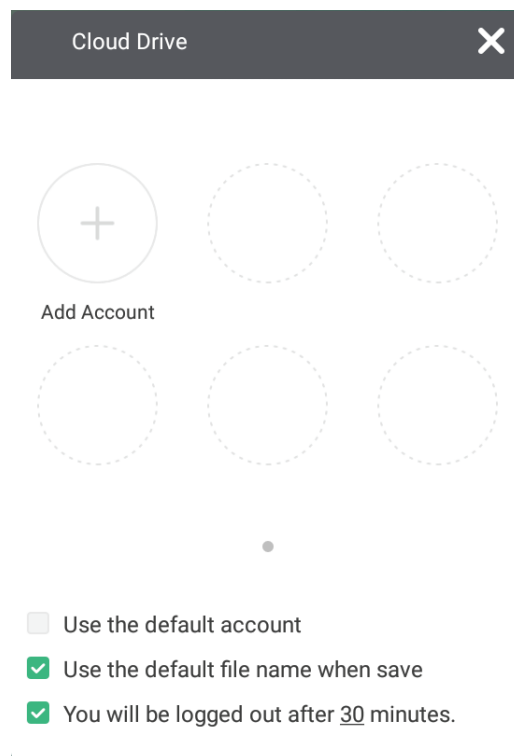 Cloud Drive
Add Account
Use the default account
Use the default file name when save
You will be logged out after 30 minutes.